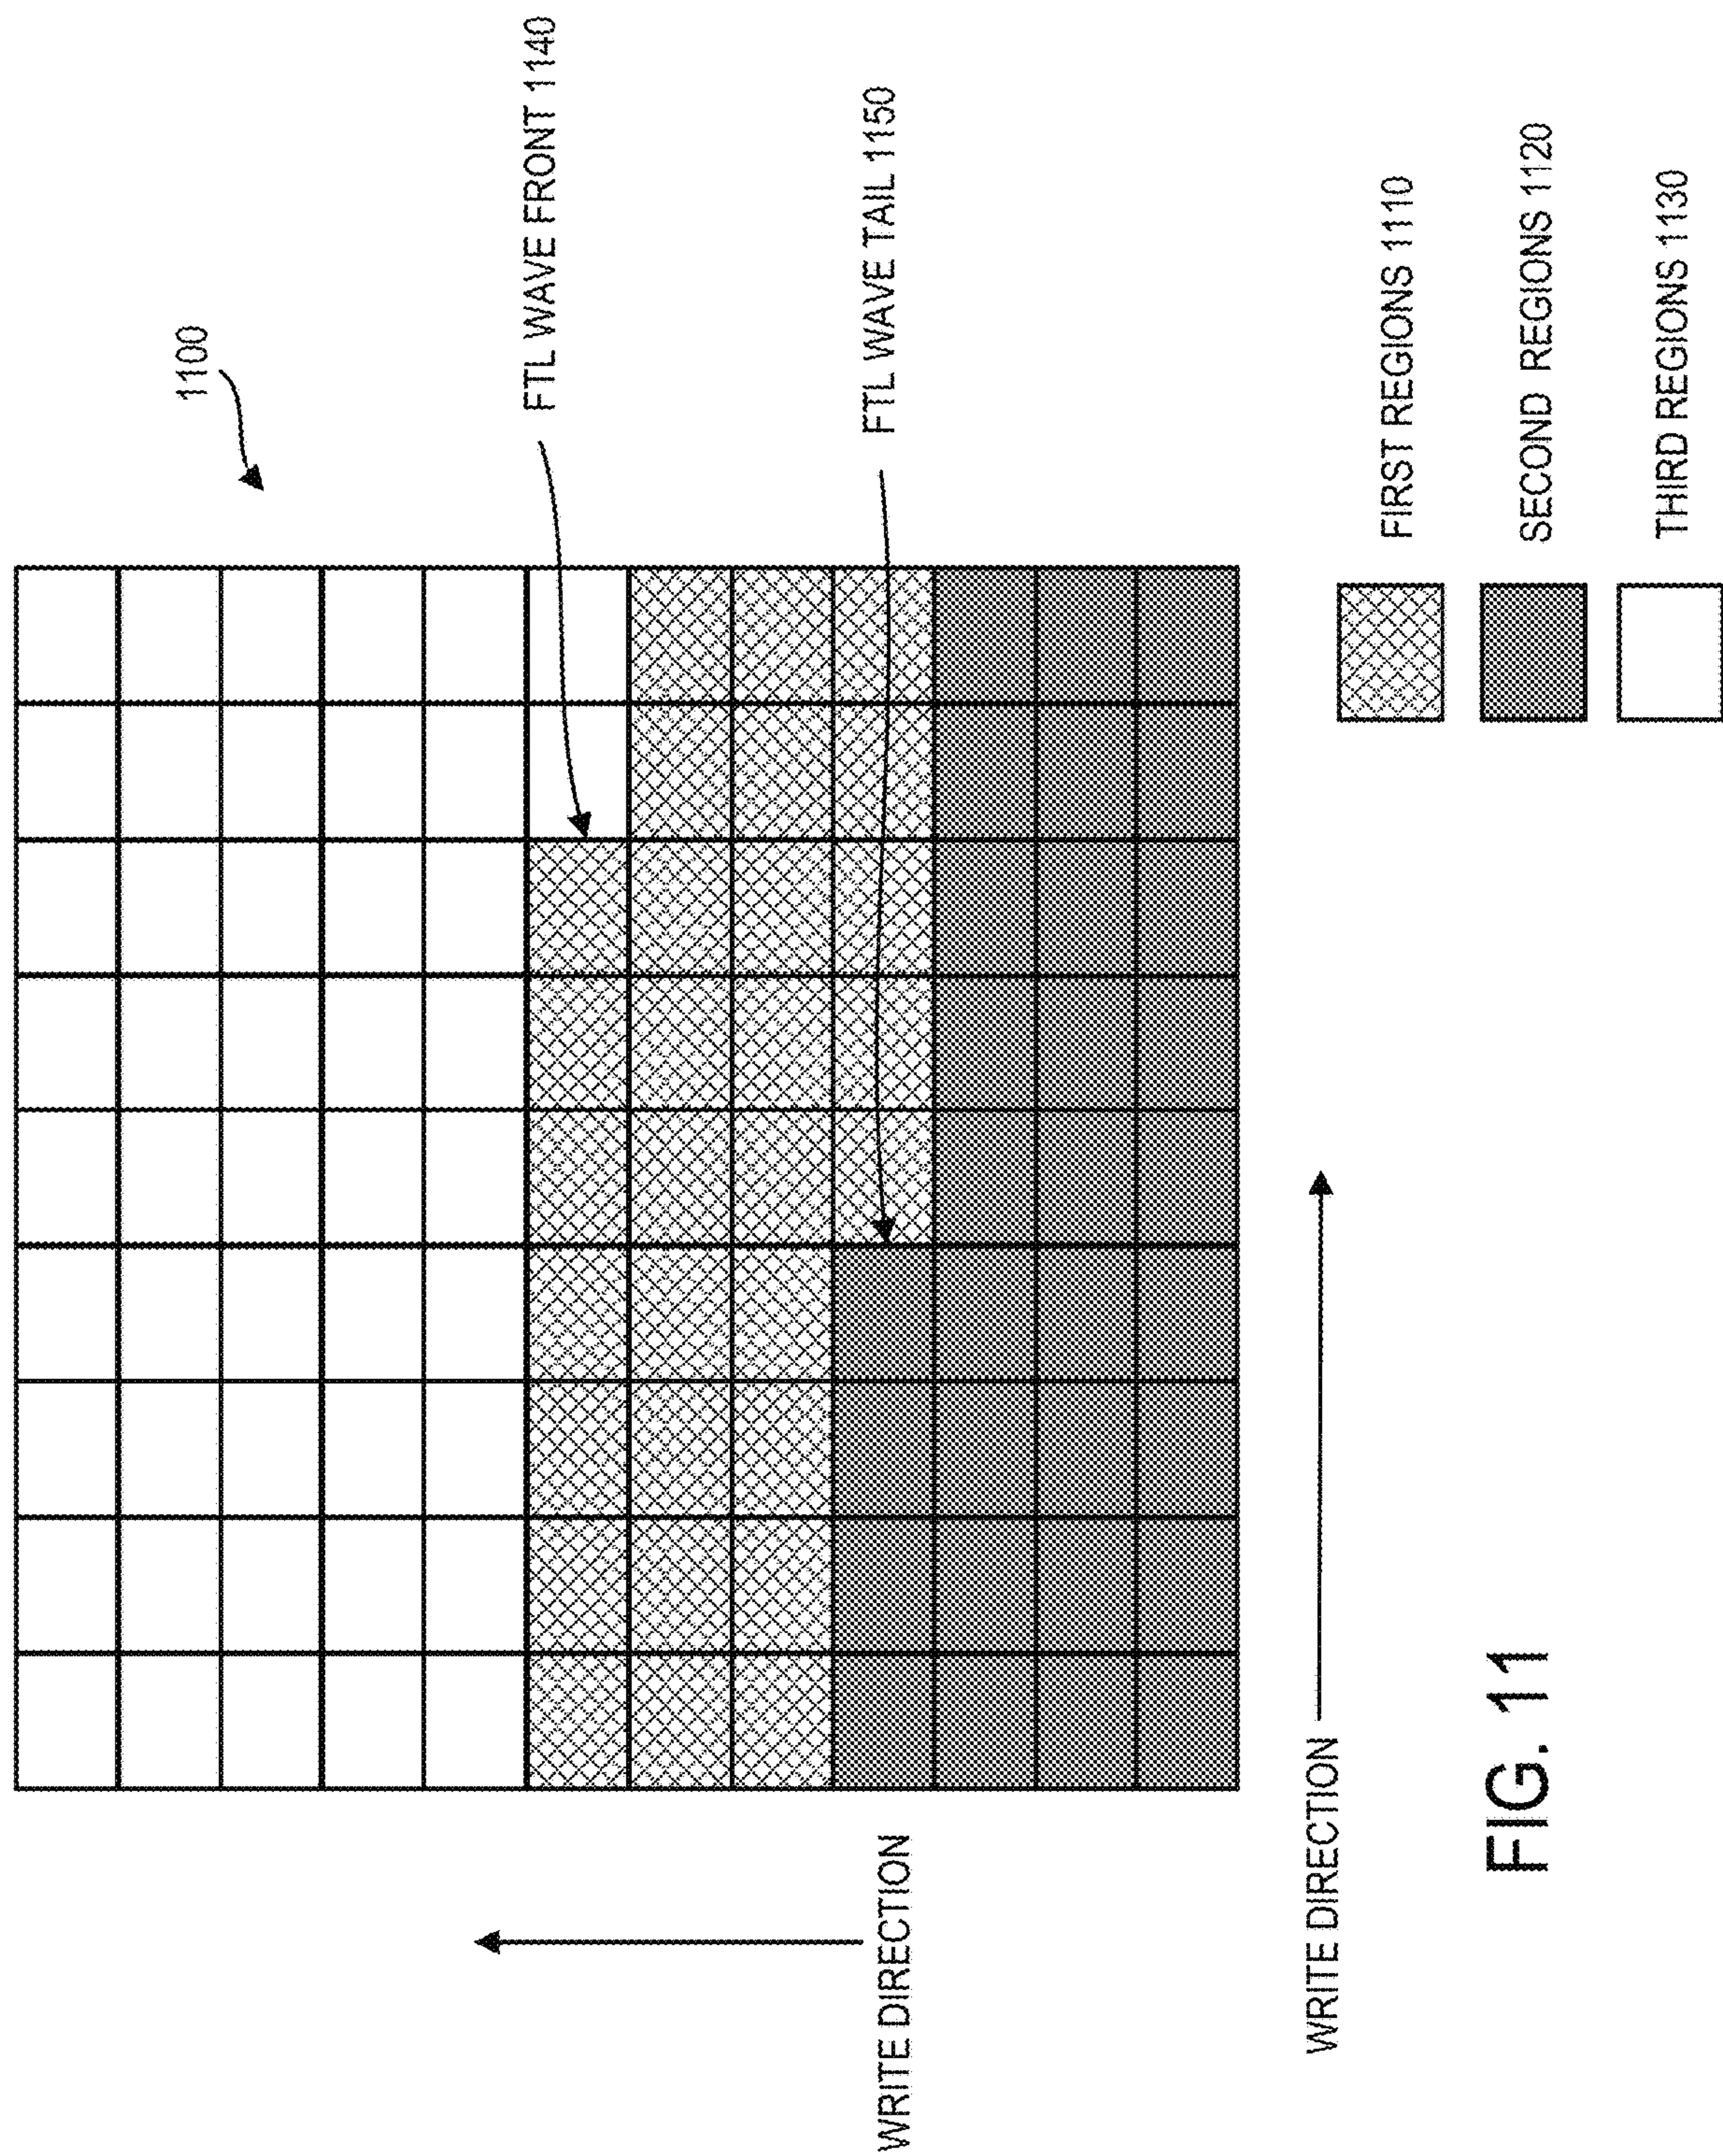 1100
FTL WAVE FRONT 1140
FTL WAVE TAIL 1150
WRITE DIRECTION
WRITE DIRECTION
FIRST REGIONS 1110
SECOND REGIONS 1120
THIRD REGIONS 1130
FIG. 11